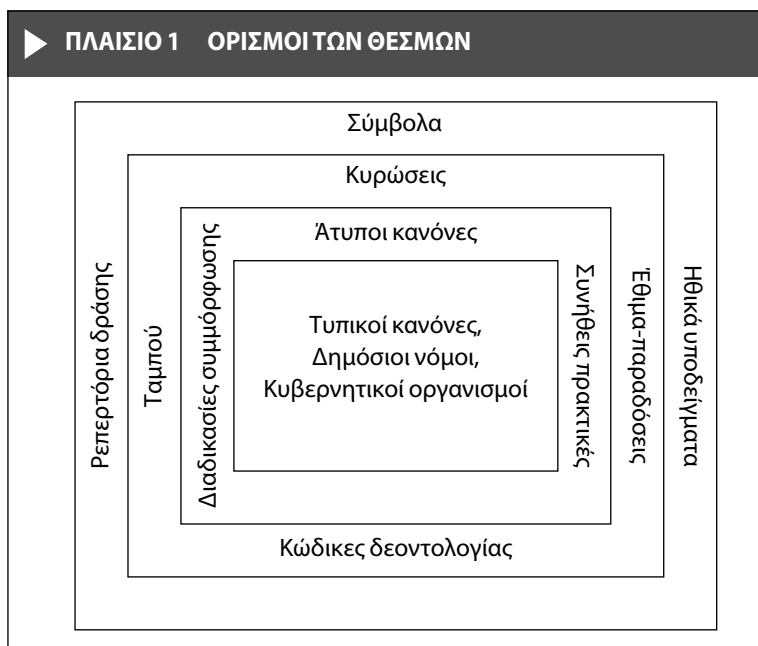 ΠΛΑΙΣΙΟ 1 ΟΡΙΣΜΟΙ ΤΩΝ ΘΕΣΜΩΝ
Σύμβολα
Κυρώσεις
Άτυποι κανόνες
Ρεπερτόρια δράσης
Ταμπού
Διαδικασίες συμμόρφωσης
Τυπικοί κανόνες,
Δημόσιοι νόμοι,
Κυβερνητικοί οργανισμοί
Συνήθεις πρακτικές
Έθιμα-παραδόσεις
Ηθικά υποδείγματα
Κώδικες δεοντολογίας